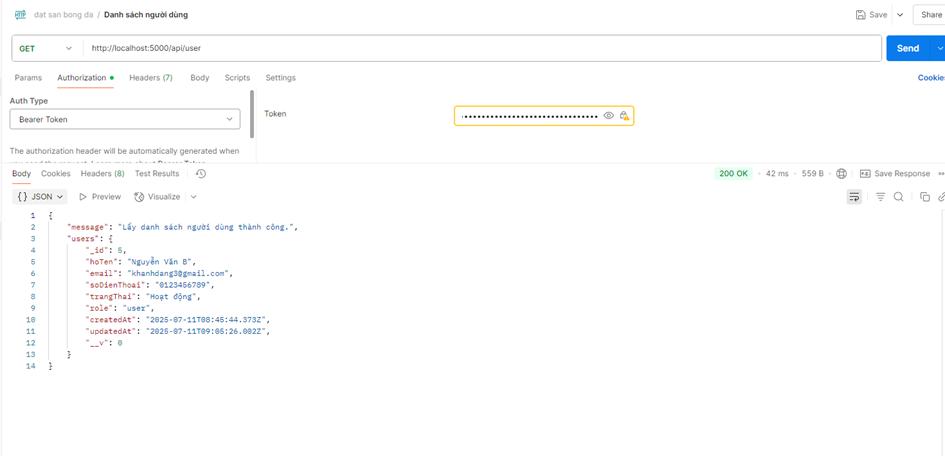 HTTP dat san bong da / Danh sách người dùng Save Share
GET http://localhost:5000/api/user Send
Params Authorization Headers (7) Body Scripts Settings Cookies
Auth Type
Bearer Token
Token
The authorization header will be automatically generated when
Body Cookies Headers (8) Test Results 200 OK 42 ms 559 B Save Response
{} JSON Preview Visualize
1 {
2 "message": "Lấy danh sách người dùng thành công.",
3 "users": {
4 "_id": 5,
5 "hoTen": "Nguyễn Văn B",
6 "email": "khanhdang3@gmail.com",
7 "soDienThoai": "0123456789",
8 "trangThai": "Hoạt động",
9 "role": "user",
10 "createdAt": "2025-07-11T08:45:44.373Z",
11 "updatedAt": "2025-07-11T09:05:26.002Z",
12 "__v": 0
13 }
14 }